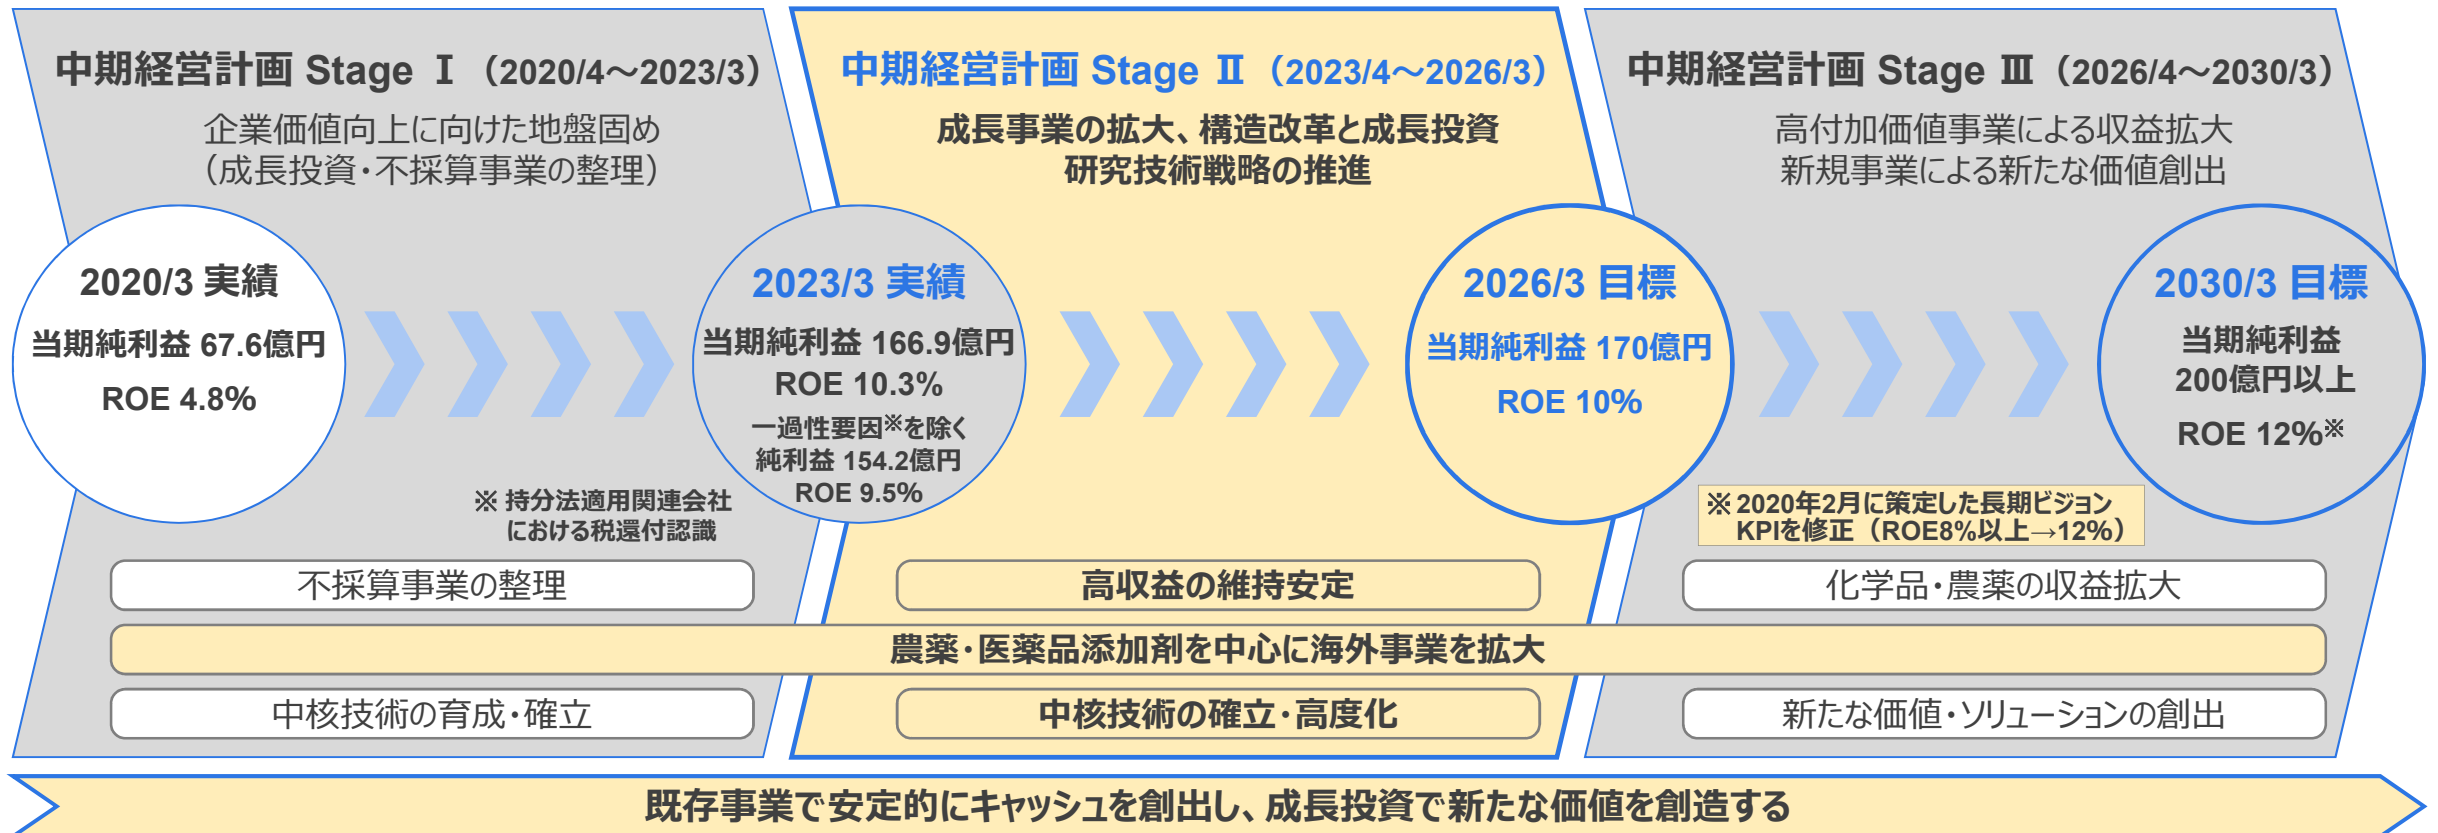 中期経営計画 Stage Ⅰ（2020/4～2023/3）
企業価値向上に向けた地盤固め
（成長投資・不採算事業の整理）
2020/3 実績
当期純利益 67.6億円
ROE 4.8%
※ 持分法適用関連会社
における税還付認識
不採算事業の整理
中核技術の育成・確立
中期経営計画 Stage Ⅱ（2023/4～2026/3）
成長事業の拡大、構造改革と成長投資
研究技術戦略の推進
2023/3 実績
当期純利益 166.9億円
ROE 10.3%
一過性要因※を除く
純利益 154.2億円
ROE 9.5%
2026/3 目標
当期純利益 170億円
ROE 10%
高収益の維持安定
農薬・医薬品添加剤を中心に海外事業を拡大
中核技術の確立・高度化
中期経営計画 Stage Ⅲ（2026/4～2030/3）
高付加価値事業による収益拡大
新規事業による新たな価値創出
2030/3 目標
当期純利益
200億円以上
ROE 12%※
※ 2020年2月に策定した長期ビジョン
KPIを修正（ROE8%以上→12%）
化学品・農薬の収益拡大
新たな価値・ソリューションの創出
既存事業で安定的にキャッシュを創出し、成長投資で新たな価値を創造する